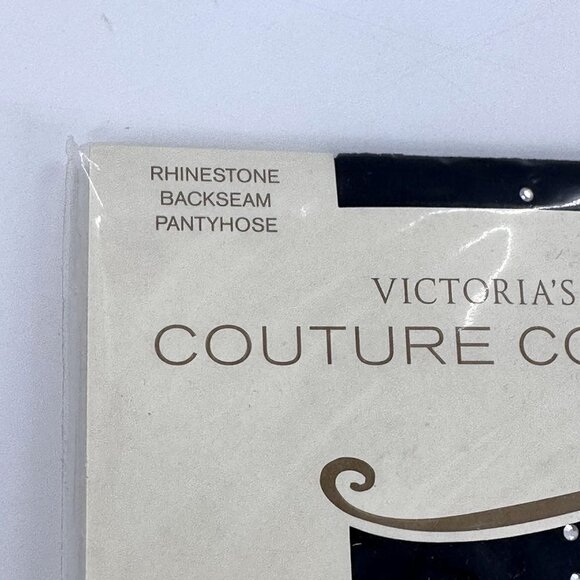 RHINESTONE
BACKSEAM
PANTYHOSE
VICTORIA'S
COUTURE CO